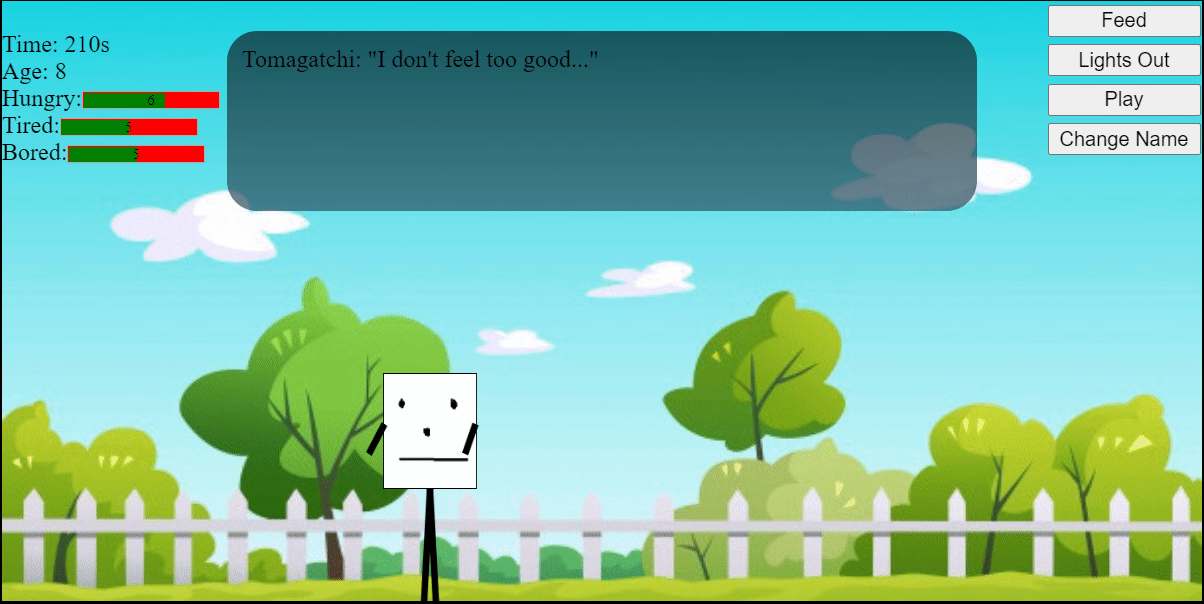 Time: 210s
Age: 8
Hungry: 6
Tired: 5
Bored: 5
Tomagatchi: "I don't feel too good..."
Feed
Lights Out
Play
Change Name